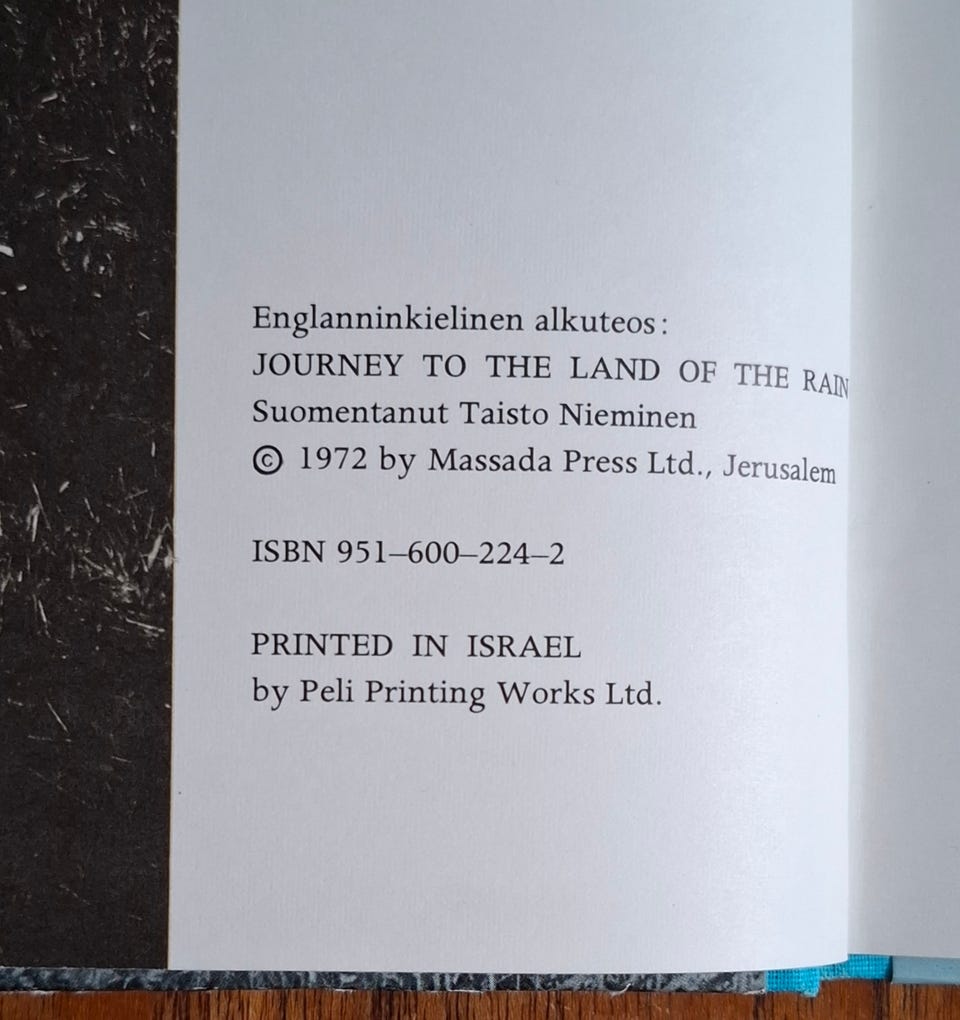 Englanninkielinen alkuteos:
JOURNEY TO THE LAND OF THE RAIN
Suomentanut Taisto Nieminen
© 1972 by Massada Press Ltd., Jerusalem
ISBN 951–600–224–2
PRINTED IN ISRAEL
by Peli Printing Works Ltd.